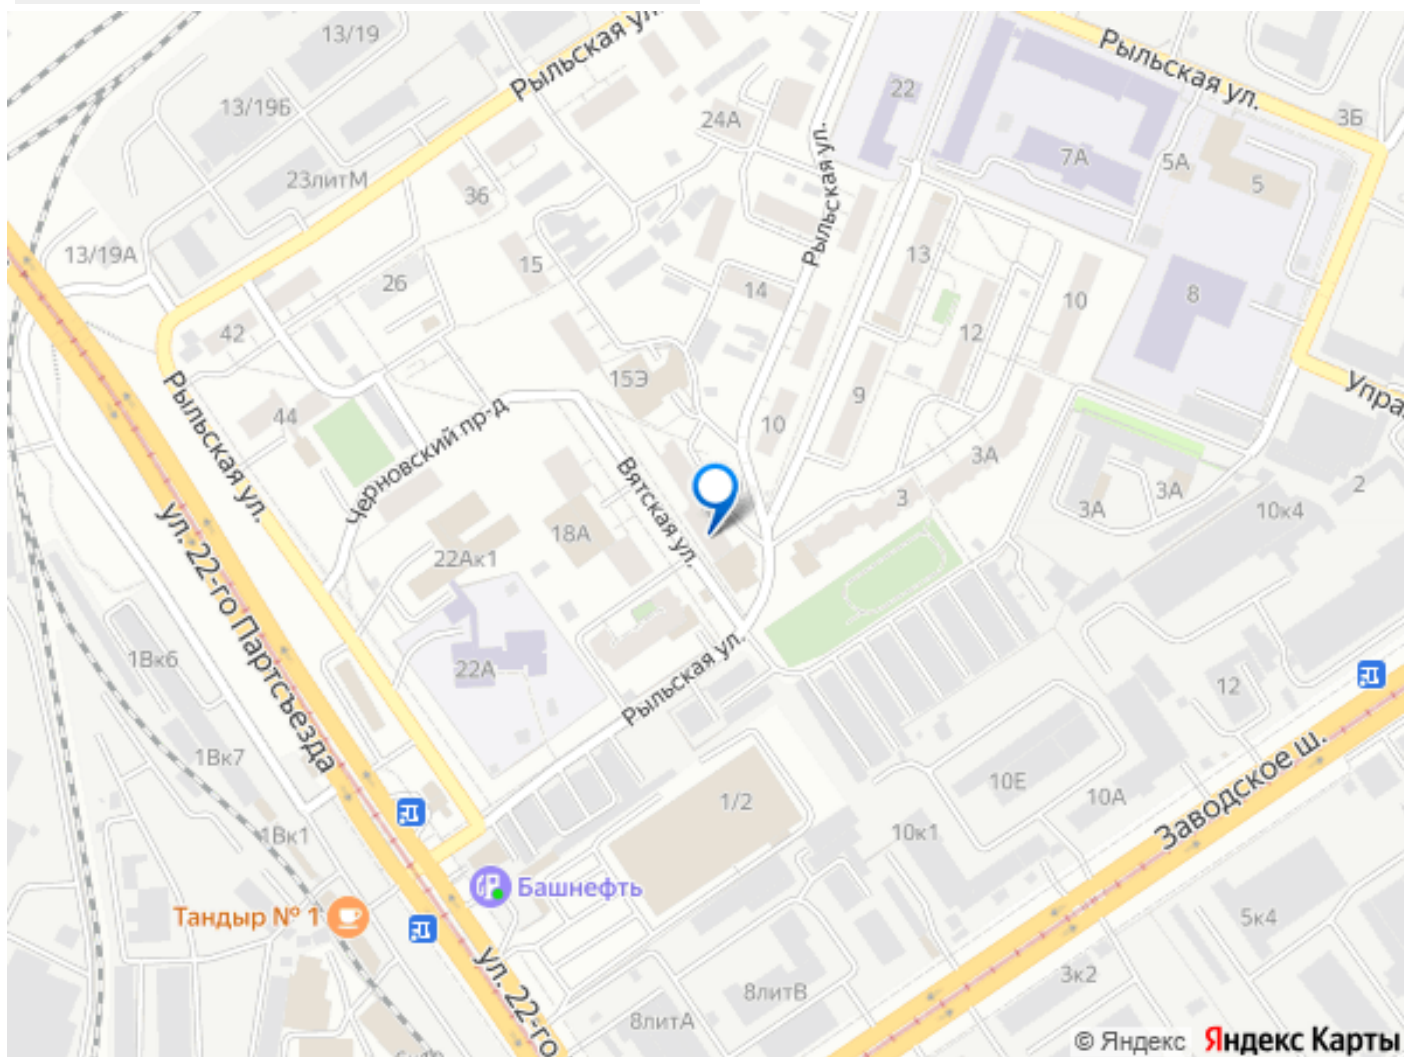 13/19
Рыльская ул.
Рыльская ул.
13/19Б
22
3Б
24А
7А
5А
5
23литМ
36
Рыльская ул.
13/19А
15
13
26
14
10
8
42
12
15Э
9
Рыльская ул.
44
10
Черновский пр-д
Упра
3А
Вятская ул.
3
3А
3А
2
10к4
18А
22Ак1
ул. 22-го Партсъезда
1Вк6
22А
Рыльская ул.
12
1Вк7
10Е
10А
Заводское ш.
1/2
1Вк1
10к1
Башнефть
Тандыр № 1
5к4
ул. 22-го
3к2
8литВ
8литА
© Яндекс Яндекс Карты